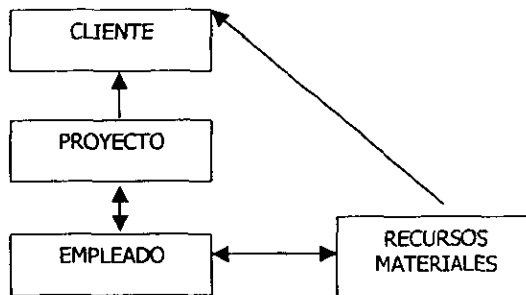 CLIENTE
PROYECTO
EMPLEADO
RECURSOS
MATERIALES